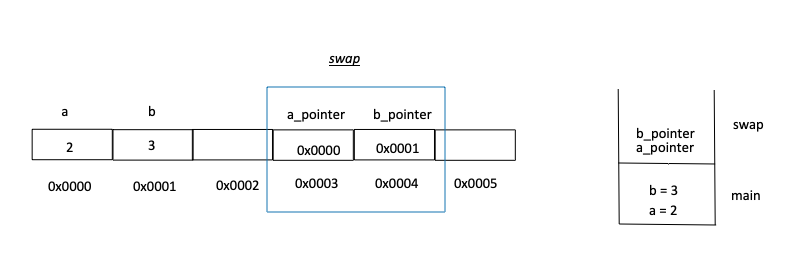 swap
a b a_pointer b_pointer
2 3 0x0000 0x0001
0x0000 0x0001 0x0002 0x0003 0x0004 0x0005
b_pointer
a_pointer
swap
b = 3
a = 2
main